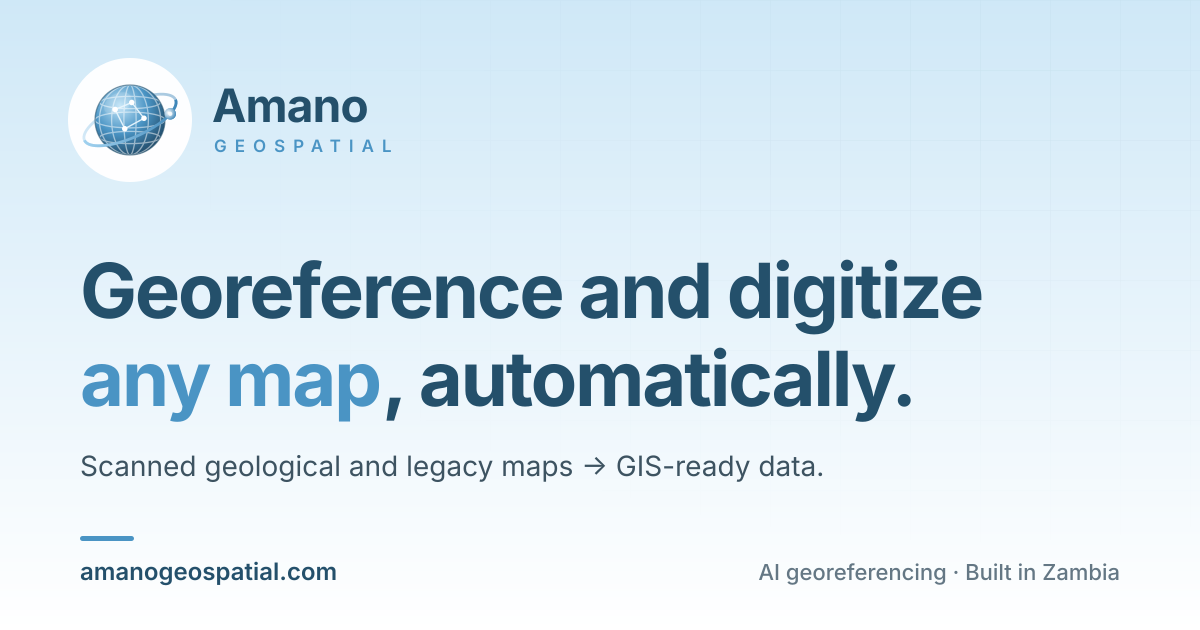 Amano
GEOSPATIAL
Georeference and digitize
any map, automatically.
Scanned geological and legacy maps → GIS-ready data.
amanogeospatial.com
AI georeferencing · Built in Zambia